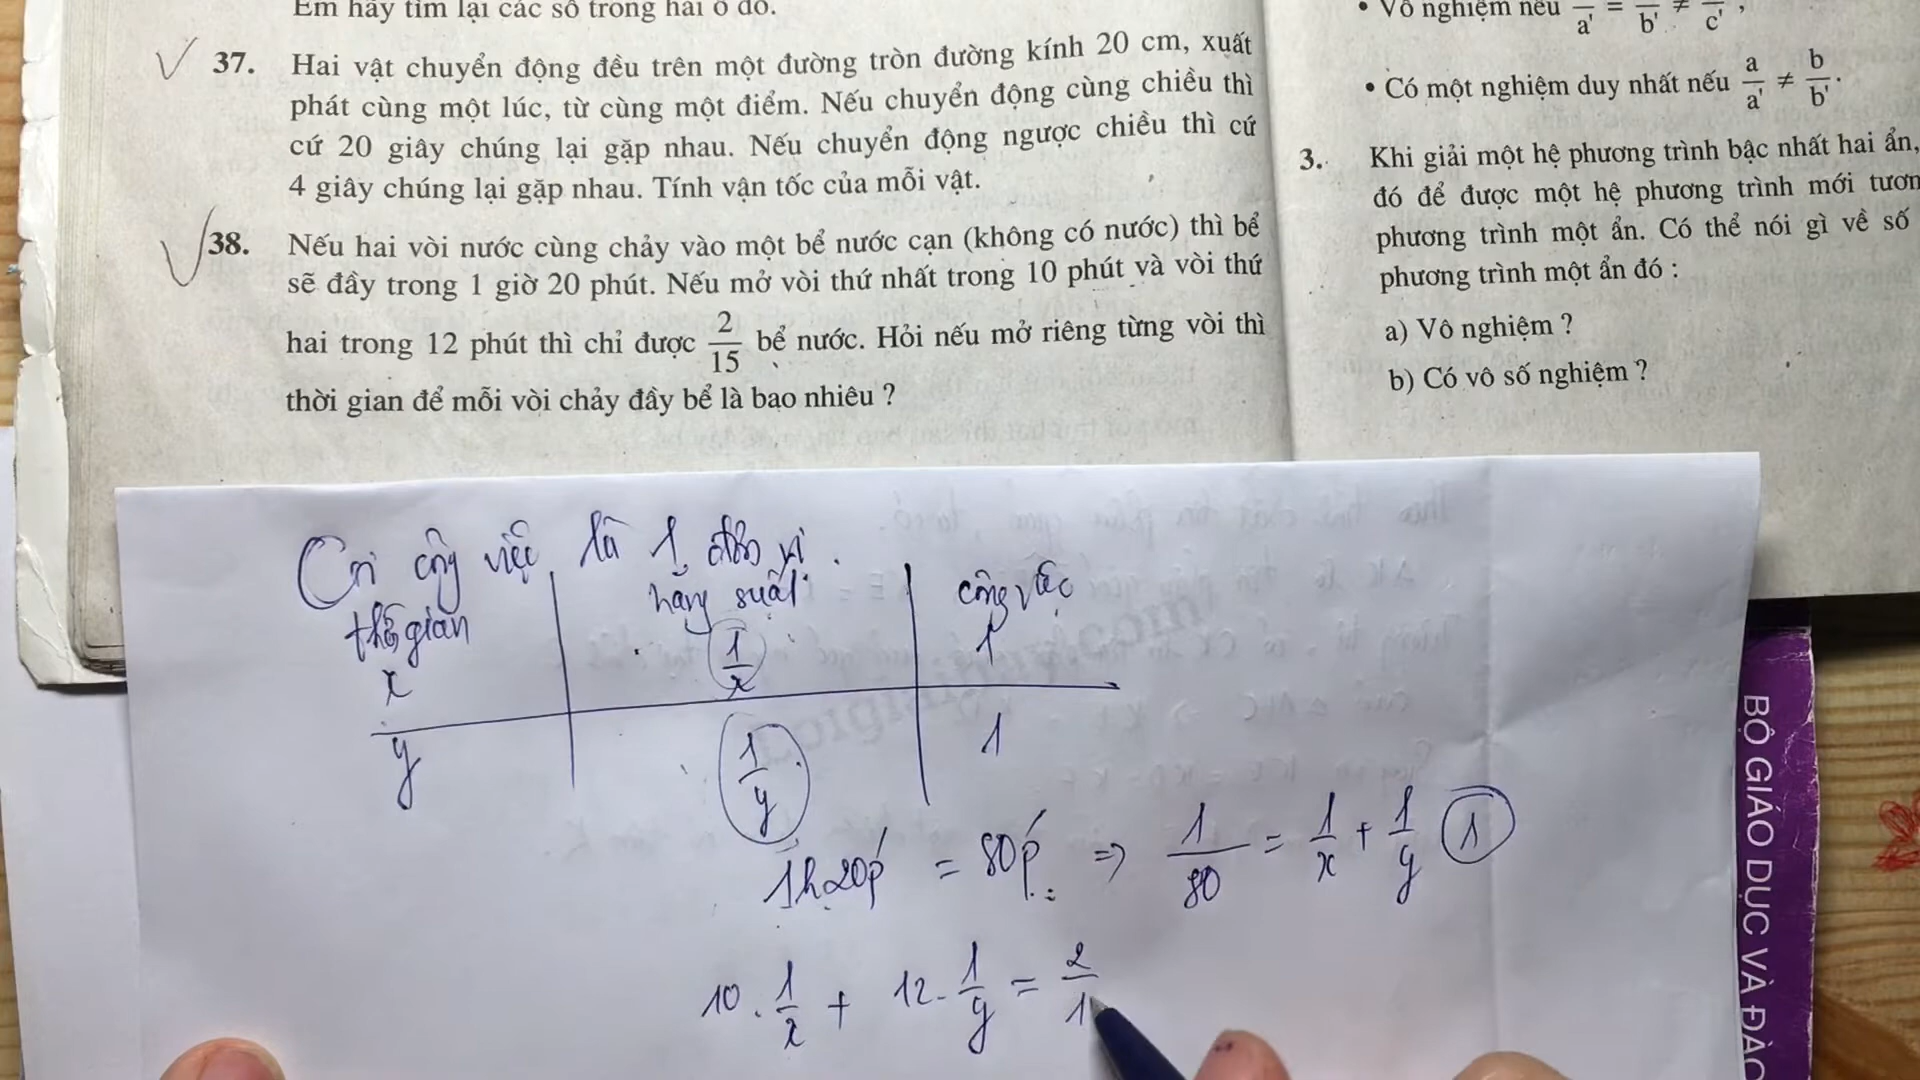 Em hãy tìm lại các số trong hai ô đó.
37. Hai vật chuyển động đều trên một đường tròn đường kính 20 cm, xuất
phát cùng một lúc, từ cùng một điểm. Nếu chuyển động cùng chiều thì
cứ 20 giây chúng lại gặp nhau. Nếu chuyển động ngược chiều thì cứ
4 giây chúng lại gặp nhau. Tính vận tốc của mỗi vật.
38. Nếu hai vòi nước cùng chảy vào một bể nước cạn (không có nước) thì bể
sẽ đầy trong 1 giờ 20 phút. Nếu mở vòi thứ nhất trong 10 phút và vòi thứ
hai trong 12 phút thì chỉ được 2/15 bể nước. Hỏi nếu mở riêng từng vòi thì
thời gian để mỗi vòi chảy đầy bể là bao nhiêu ?
• Vô nghiệm nếu /a' = /b' ≠ /c' ;
• Có một nghiệm duy nhất nếu a/a' ≠ b/b'.
3. Khi giải một hệ phương trình bậc nhất hai ẩn,
đó để được một hệ phương trình mới tươn
phương trình một ẩn. Có thể nói gì về số
phương trình một ẩn đó :
a) Vô nghiệm ?
b) Có vô số nghiệm ?
Coi công việc là 1 đơn vị.
thời gian năng suất công việc
x 1/x 1
y 1/y 1
1h20p = 80p => 1/80 = 1/x + 1/y (1)
10. 1/x + 12. 1/y = 2/1
BỘ GIÁO DỤC VÀ ĐÀO